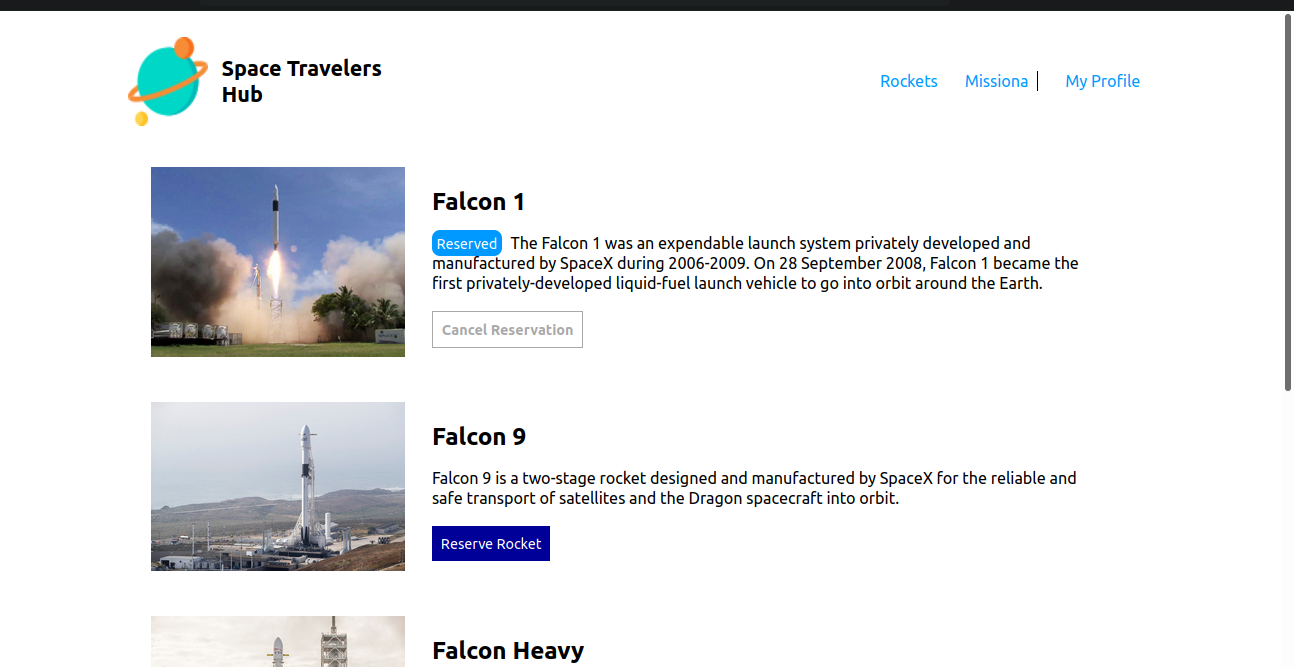 Space Travelers
Hub
Rockets Missiona My Profile
Falcon 1
Reserved The Falcon 1 was an expendable launch system privately developed and
manufactured by SpaceX during 2006-2009. On 28 September 2008, Falcon 1 became the
first privately-developed liquid-fuel launch vehicle to go into orbit around the Earth.
Cancel Reservation
Falcon 9
Falcon 9 is a two-stage rocket designed and manufactured by SpaceX for the reliable and
safe transport of satellites and the Dragon spacecraft into orbit.
Reserve Rocket
Falcon Heavy